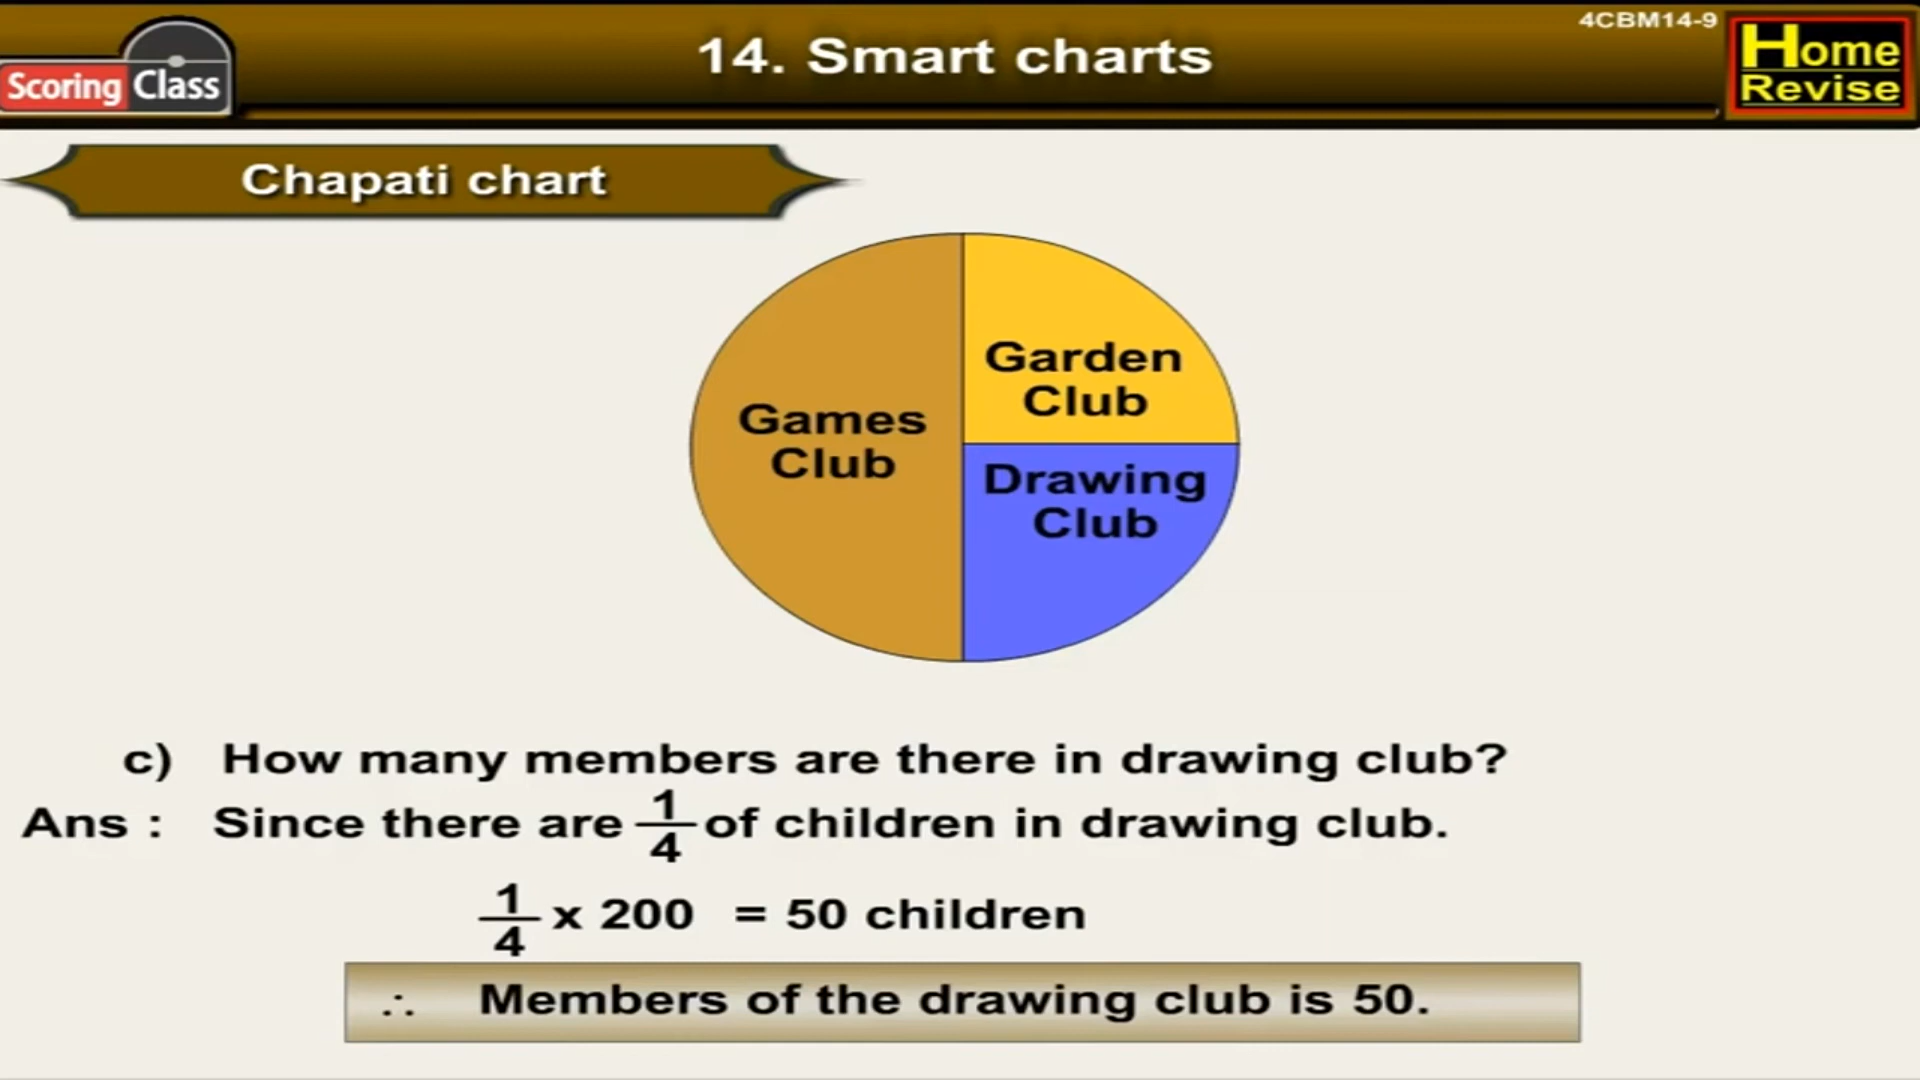 4CBM14-9
14. Smart charts
Scoring Class
Home
Revise
Chapati chart
Garden
Club
Games
Club
Drawing
Club
c) How many members are there in drawing club?
Ans : Since there are 1/4 of children in drawing club.
1/4 x 200 = 50 children
∴ Members of the drawing club is 50.